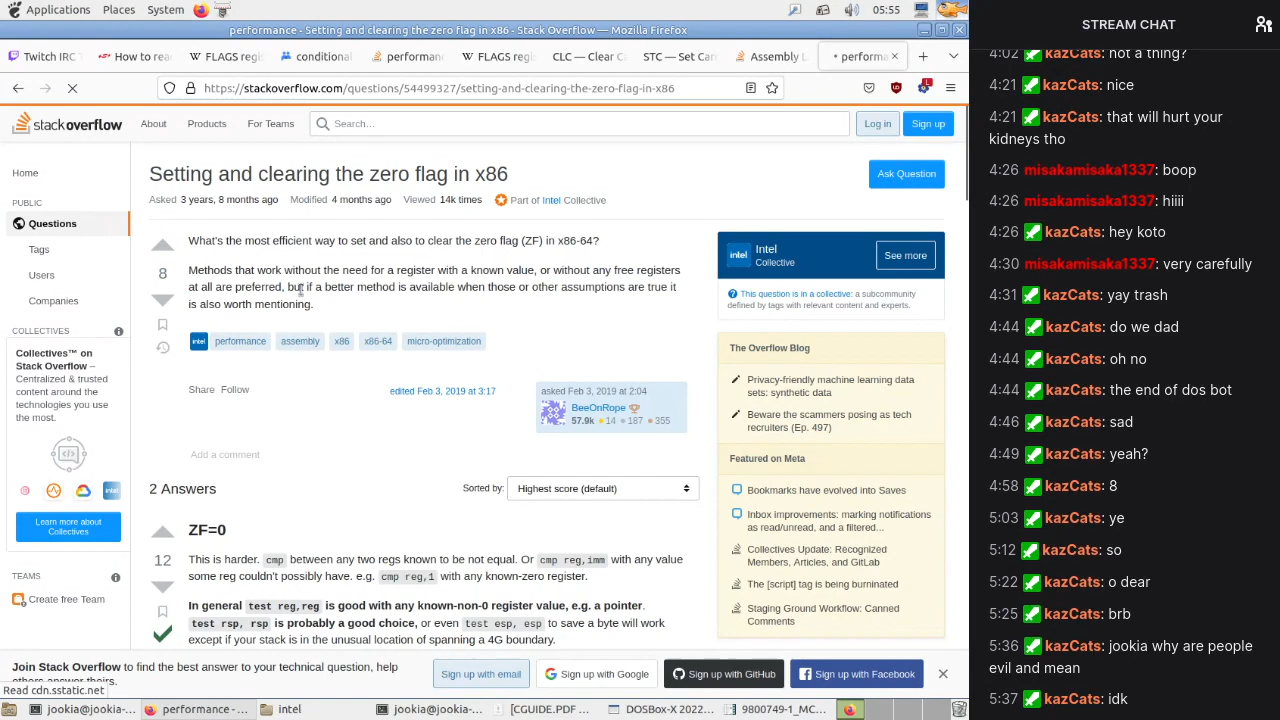 Applications Places System 05:55
performance - Setting and clearing the zero flag in x86 - Stack Overflow — Mozilla Firefox
Twitch IRC How to rea FLAGS regi conditional performan FLAGS regi CLC — Clear C STC — Set Car Assembly L performa
https://stackoverflow.com/questions/54499327/setting-and-clearing-the-zero-flag-in-x86
stackoverflow About Products For Teams Search... Log in Sign up
Home
PUBLIC
Questions
Tags
Users
Companies
COLLECTIVES
Collectives™ on
Stack Overflow –
Centralized & trusted
content around the
technologies you use
the most.
Learn more about
Collectives
TEAMS
Create free Team
Setting and clearing the zero flag in x86
Ask Question
Asked 3 years, 8 months ago Modified 4 months ago Viewed 14k times Part of Intel Collective
8
What's the most efficient way to set and also to clear the zero flag (ZF) in x86-64?
Methods that work without the need for a register with a known value, or without any free registers
at all are preferred, but if a better method is available when those or other assumptions are true it
is also worth mentioning.
performance assembly x86 x86-64 micro-optimization
Share Follow edited Feb 3, 2019 at 3:17
asked Feb 3, 2019 at 2:04
BeeOnRope
57.9k 14 187 355
Add a comment
2 Answers
Sorted by: Highest score (default)
12
ZF=0
This is harder. cmp between any two regs known to be not equal. Or cmp reg,imm with any value
some reg couldn't possibly have. e.g. cmp reg,1 with any known-zero register.
In general test reg,reg is good with any known-non-0 register value, e.g. a pointer.
test rsp, rsp is probably a good choice, or even test esp, esp to save a byte will work
except if your stack is in the unusual location of spanning a 4G boundary.
intel Intel
Collective
See more
This question is in a collective: a subcommunity
defined by tags with relevant content and experts.
The Overflow Blog
Privacy-friendly machine learning data
sets: synthetic data
Beware the scammers posing as tech
recruiters (Ep. 497)
Featured on Meta
Bookmarks have evolved into Saves
Inbox improvements: marking notifications
as read/unread, and a filtered...
Collectives Update: Recognized
Members, Articles, and GitLab
The [script] tag is being burninated
Staging Ground Workflow: Canned
Comments
Join Stack Overflow to find the best answer to your technical question, help
others answer theirs.
Sign up with email Sign up with Google Sign up with GitHub Sign up with Facebook
Read cdn.sstatic.net
jookia@jookia-... performance -... intel jookia@jookia-... [CGUIDE.PDF ... DOSBox-X 2022... 9800749-1_MC...
STREAM CHAT
4:02 kazCats: not a thing?
4:21 kazCats: nice
4:21 kazCats: that will hurt your
kidneys tho
4:26 misakamisaka1337: boop
4:26 misakamisaka1337: hiiii
4:26 kazCats: hey koto
4:30 misakamisaka1337: very carefully
4:31 kazCats: yay trash
4:44 kazCats: do we dad
4:44 kazCats: oh no
4:44 kazCats: the end of dos bot
4:46 kazCats: sad
4:49 kazCats: yeah?
4:58 kazCats: 8
5:03 kazCats: ye
5:12 kazCats: so
5:22 kazCats: o dear
5:25 kazCats: brb
5:36 kazCats: jookia why are people
evil and mean
5:37 kazCats: idk